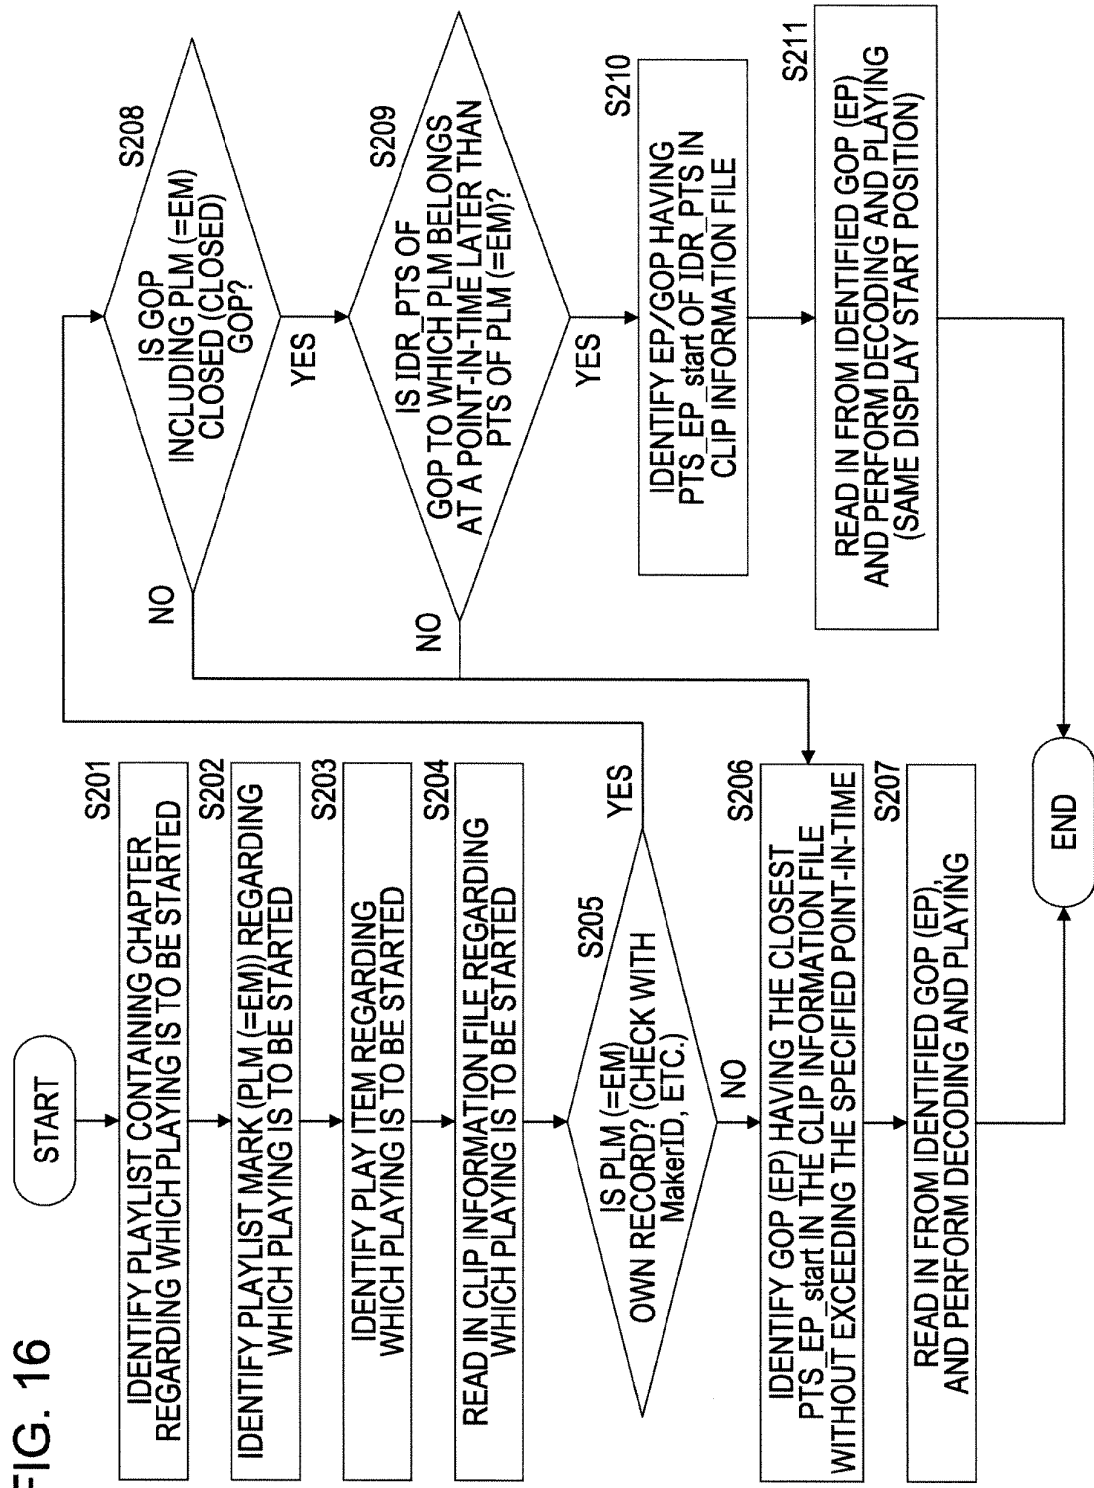 FIG. 16
START
S201
IDENTIFY PLAYLIST CONTAINING CHAPTER
REGARDING WHICH PLAYING IS TO BE STARTED
S202
IDENTIFY PLAYLIST MARK (PLM (=EM)) REGARDING
WHICH PLAYING IS TO BE STARTED
S203
IDENTIFY PLAY ITEM REGARDING
WHICH PLAYING IS TO BE STARTED
S204
READ IN CLIP INFORMATION FILE REGARDING
WHICH PLAYING IS TO BE STARTED
S205
IS PLM (=EM)
OWN RECORD? (CHECK WITH
MakerID, ETC.)
YES
NO
S206
IDENTIFY GOP (EP) HAVING THE CLOSEST
PTS_EP_start IN THE CLIP INFORMATION FILE
WITHOUT EXCEEDING THE SPECIFIED POINT-IN-TIME
S207
READ IN FROM IDENTIFIED GOP (EP),
AND PERFORM DECODING AND PLAYING
END
S208
IS GOP
INCLUDING PLM (=EM)
CLOSED (CLOSED)
GOP?
NO
YES
S209
IS IDR_PTS OF
GOP TO WHICH PLM BELONGS
AT A POINT-IN-TIME LATER THAN
PTS OF PLM (=EM)?
NO
YES
S210
IDENTIFY EP/GOP HAVING
PTS_EP_start OF IDR_PTS IN
CLIP INFORMATION FILE
S211
READ IN FROM IDENTIFIED GOP (EP)
AND PERFORM DECODING AND PLAYING
(SAME DISPLAY START POSITION)